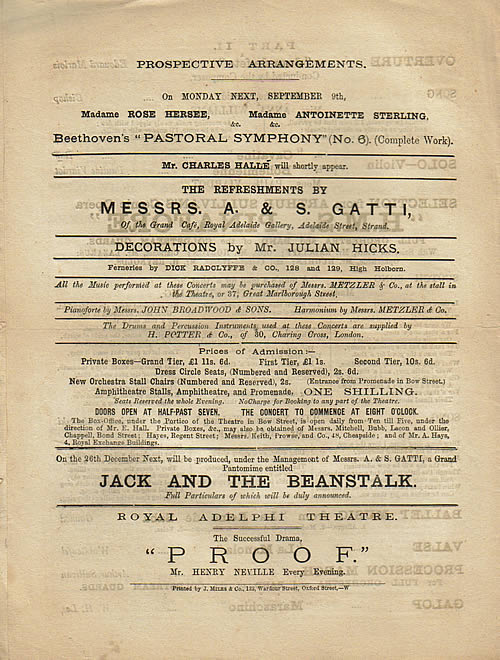 PROSPECTIVE ARRANGEMENTS.
On MONDAY NEXT, SEPTEMBER 9th,
Madame ROSE HERSEE, Madame ANTOINETTE STERLING,
&c. &c.
Beethoven's "PASTORAL SYMPHONY" (No. 6). (Complete Work).
Mr. CHARLES HALLE will shortly appear.
THE REFRESHMENTS BY
MESSRS. A. & S. GATTI,
Of the Grand Cafe, Royal Adelaide Gallery, Adelaide Street, Strand.
DECORATIONS by Mr. JULIAN HICKS.
Ferneries by DICK RADCLYFFE & CO., 128 and 129, High Holborn.
All the Music performed at these Concerts may be purchased of Messrs. METZLER & Co., at the stall in
the Theatre, or 37, Great Marlborough Street,
Pianoforte by Messrs. JOHN BROADWOOD & SONS. Harmonium by Messrs. METZLER & Co.
The Drums and Percussion Instruments used at these Concerts are supplied by
H. POTTER & Co., of 30, Charing Cross, London.
Prices of Admission:—
Private Boxes—Grand Tier, £1 11s. 6d. First Tier, £1 1s. Second Tier, 10s. 6d.
Dress Circle Seats, (Numbered and Reserved), 2s. 6d.
New Orchestra Stall Chairs (Numbered and Reserved), 2s. (Entrance from Promenade in Bow Street.)
Amphitheatre Stalls, Amphitheatre, and Promenade, ONE SHILLING.
Seats Reserved the whole Evening. No Charge for Booking to any part of the Theatre.
DOORS OPEN AT HALF-PAST SEVEN. THE CONCERT TO COMMENCE AT EIGHT O'CLOCK.
The Box-Office, under the Portico of the Theatre in Bow Street, is open daily from Ten till Five, under the
direction of Mr. E. Hall. Private Boxes, &c., may also be obtained of Messrs. Mitchell, Bubb, Lacon and Ollier,
Chappell, Bond Street; Hayes, Regent Street; Messrs. Keith, Prowse, and Co., 48, Cheapside; and of Mr. A. Hays,
4, Royal Exchange Buildings.
On the 26th December Next, will be produced, under the Management of Messrs. A. & S. GATTI, a Grand
Pantomime entitled
JACK AND THE BEANSTALK.
Full Particulars of which will be duly announced.
ROYAL ADELPHI THEATRE.
The Successful Drama,
"PROOF."
Mr. HENRY NEVILLE Every Evening.
Printed by J. MILES & Co., Wardour Street, Oxford Street,—W